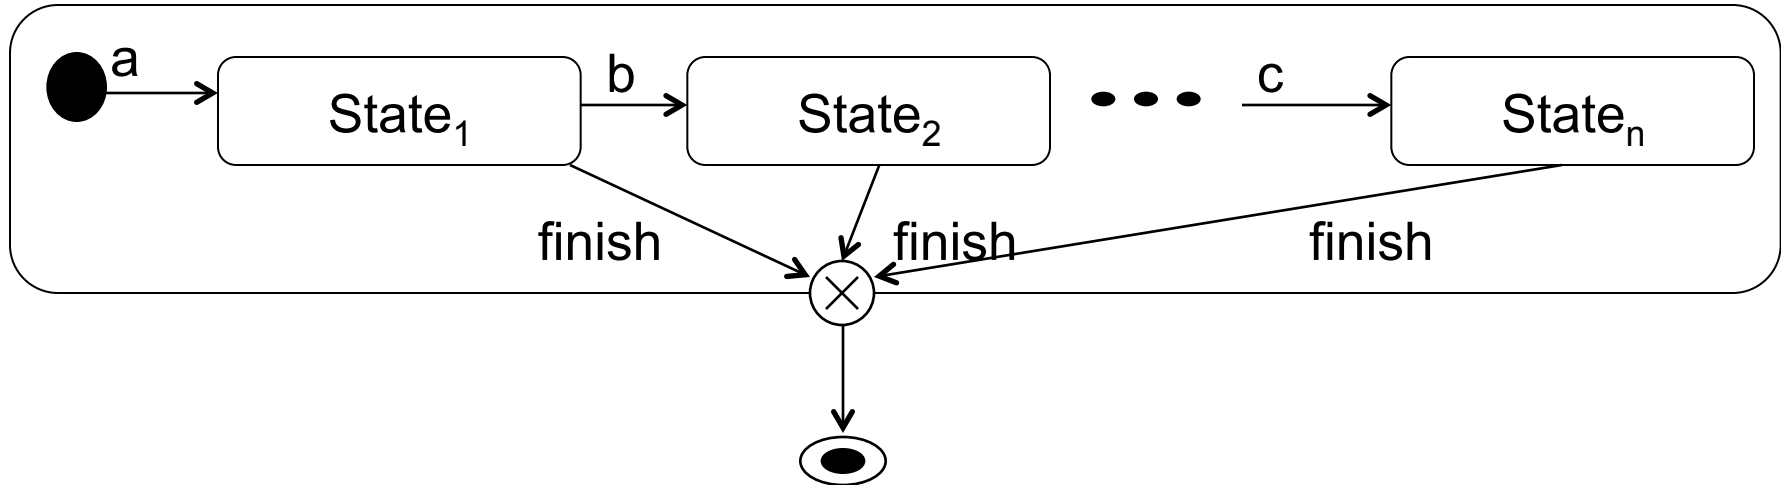 a
State₁
b
State₂
c
Stateₙ
finish
finish
finish